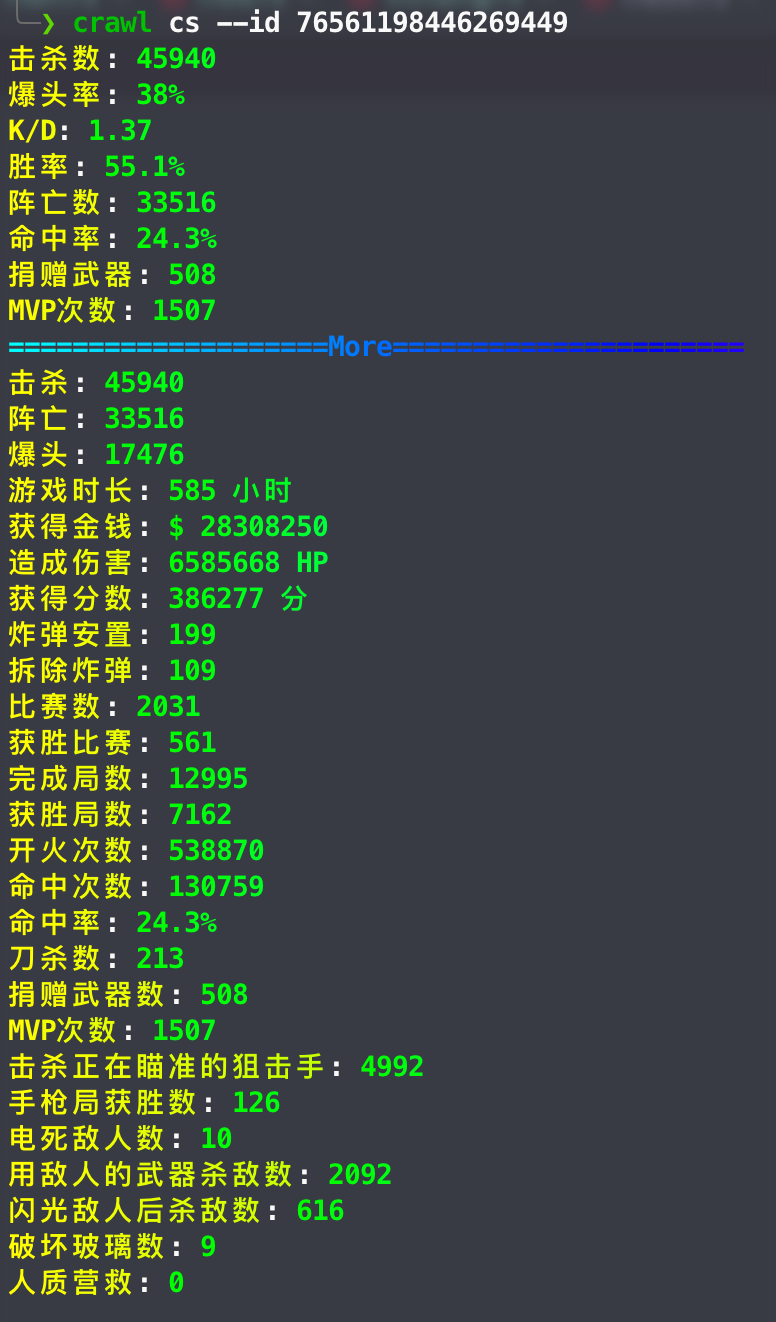 ❯ crawl cs --id 76561198446269449
击杀数: 45940
爆头率: 38%
K/D: 1.37
胜率: 55.1%
阵亡数: 33516
命中率: 24.3%
捐赠武器: 508
MVP次数: 1507
====================More======================
击杀: 45940
阵亡: 33516
爆头: 17476
游戏时长: 585 小时
获得金钱: $ 28308250
造成伤害: 6585668 HP
获得分数: 386277 分
炸弹安置: 199
拆除炸弹: 109
比赛数: 2031
获胜比赛: 561
完成局数: 12995
获胜局数: 7162
开火次数: 538870
命中次数: 130759
命中率: 24.3%
刀杀数: 213
捐赠武器数: 508
MVP次数: 1507
击杀正在瞄准的狙击手: 4992
手枪局获胜数: 126
电死敌人数: 10
用敌人的武器杀敌数: 2092
闪光敌人后杀敌数: 616
破坏玻璃数: 9
人质营救: 0